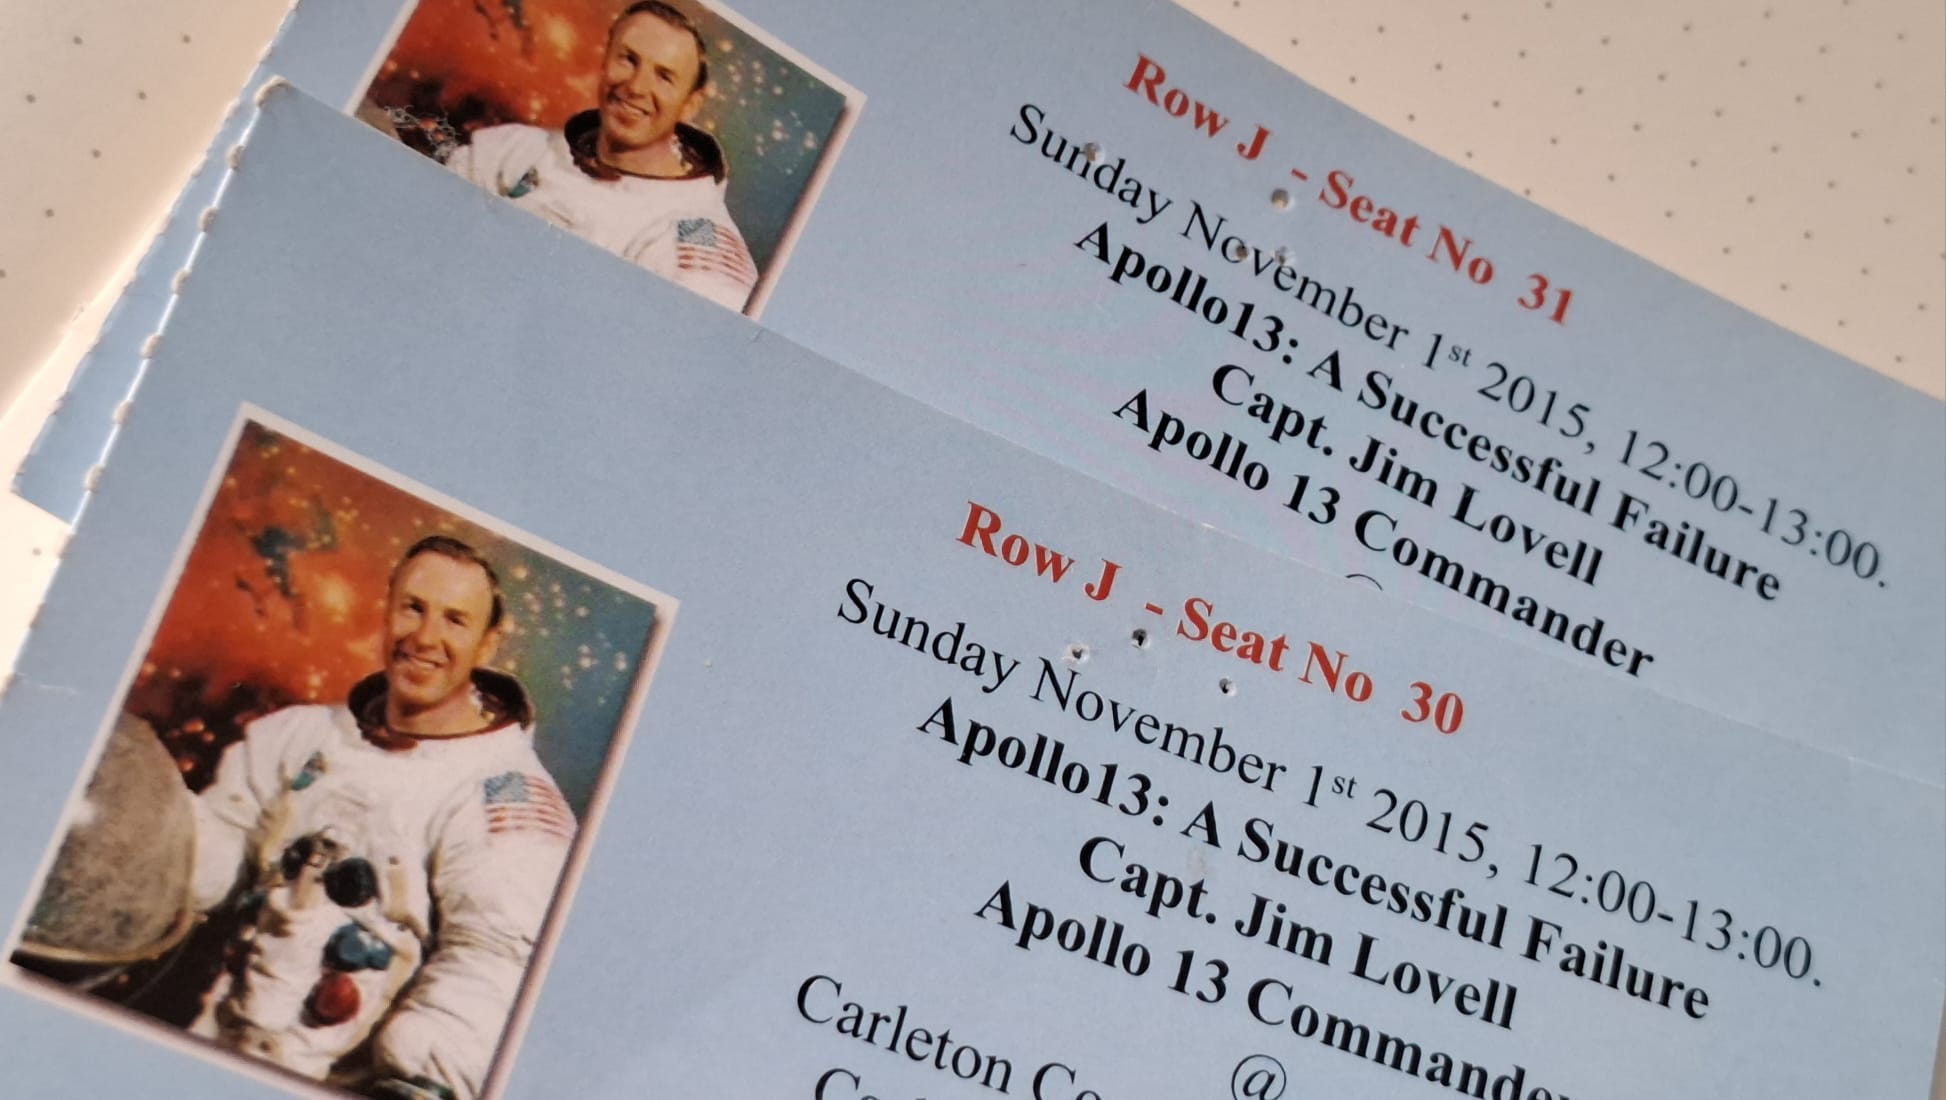 Row J - Seat No 31
Sunday November 1st 2015, 12:00-13:00.
Apollo13: A Successful Failure
Capt. Jim Lovell
Apollo 13 Commander
Row J - Seat No 30
Sunday November 1st 2015, 12:00-13:00.
Apollo13: A Successful Failure
Capt. Jim Lovell
Apollo 13 Commander
@
Carleton